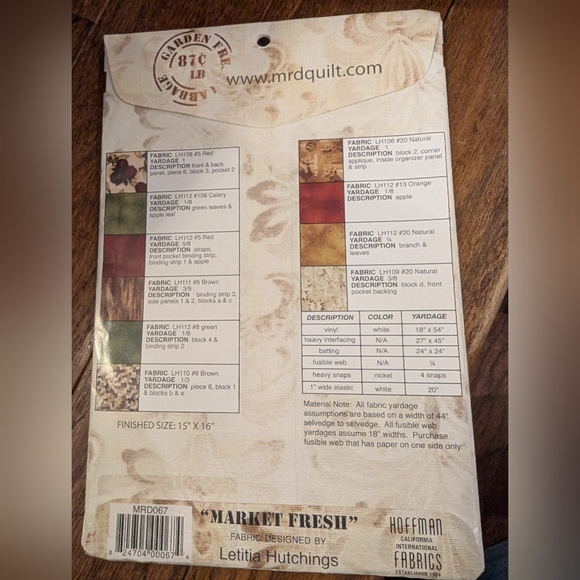 GARDEN FRE
87¢
LB
CABBAGE
www.mrdquilt.com
FABRIC LH106 #5 Red
YARDAGE 1
DESCRIPTION front & back
panel, piece 6, block 3, pocket 2
FABRIC LH112 #106 Celery
YARDAGE 1/8
DESCRIPTION green leaves &
apple leaf
FABRIC LH112 #5 Red
YARDAGE 5/8
DESCRIPTION straps,
front pocket binding strip,
binding strip 1 & apple
FABRIC LH111 #6 Brown
YARDAGE 3/8
DESCRIPTION binding strip 3,
side panels 1 & 2, blocks a & c
FABRIC LH112 #9 green
YARDAGE 1/8
DESCRIPTION block 4 &
binding strip 2
FABRIC LH110 #6 Brown
YARDAGE 1/3
DESCRIPTION piece 8, block 1
& blocks b & e
FINISHED SIZE: 15" X 16"
FABRIC LH106 #20 Natural
YARDAGE 1
DESCRIPTION block 2, corner
applique, inside organizer panel
& strip
FABRIC LH112 #13 Orange
YARDAGE 1/8
DESCRIPTION apple
FABRIC LH112 #20 Natural
YARDAGE ¼
DESCRIPTION branch &
leaves
FABRIC LH109 #20 Natural
YARDAGE 3/8
DESCRIPTION block d, front
pocket backing
DESCRIPTION COLOR YARDAGE
vinyl white 18" x 54"
heavy interfacing N/A 27" x 45"
batting N/A 24" x 24"
fusible web N/A ¼
heavy snaps nickel 4 snaps
1" wide elastic white 20"
Material Note: All fabric yardage
assumptions are based on a width of 44"
selvedge to selvedge. All fusible web
yardages assume 18" widths. Purchase
fusible web that has paper on one side only.
MRD067
8 24704 00067 4
"MARKET FRESH"
FABRIC DESIGNED BY
Letitia Hutchings
HOFFMAN
CALIFORNIA
INTERNATIONAL
FABRICS
ESTABLISHED 1924